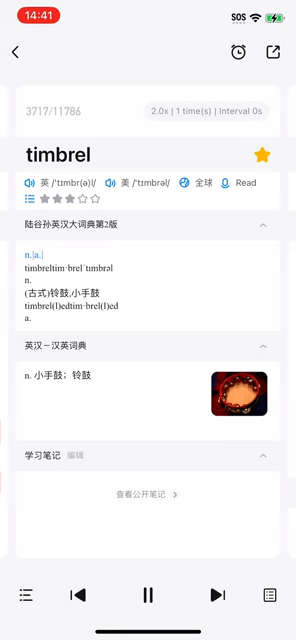 14:41
SOS
3717/11786
2.0x | 1 time(s) | Interval 0s
timbrel
英 /'tɪmbr(ə)l/ 美 /'tɪmbrəl/ 全球 Read
陆谷孙英汉大词典第2版
n.|a.|
timbreltim·brelˈtɪmbrəl
n.
(古式)铃鼓,小手鼓
timbrel(l)edtim·brel(l)ed
a.
英汉－汉英词典
n. 小手鼓；铃鼓
学习笔记 编辑
查看公开笔记